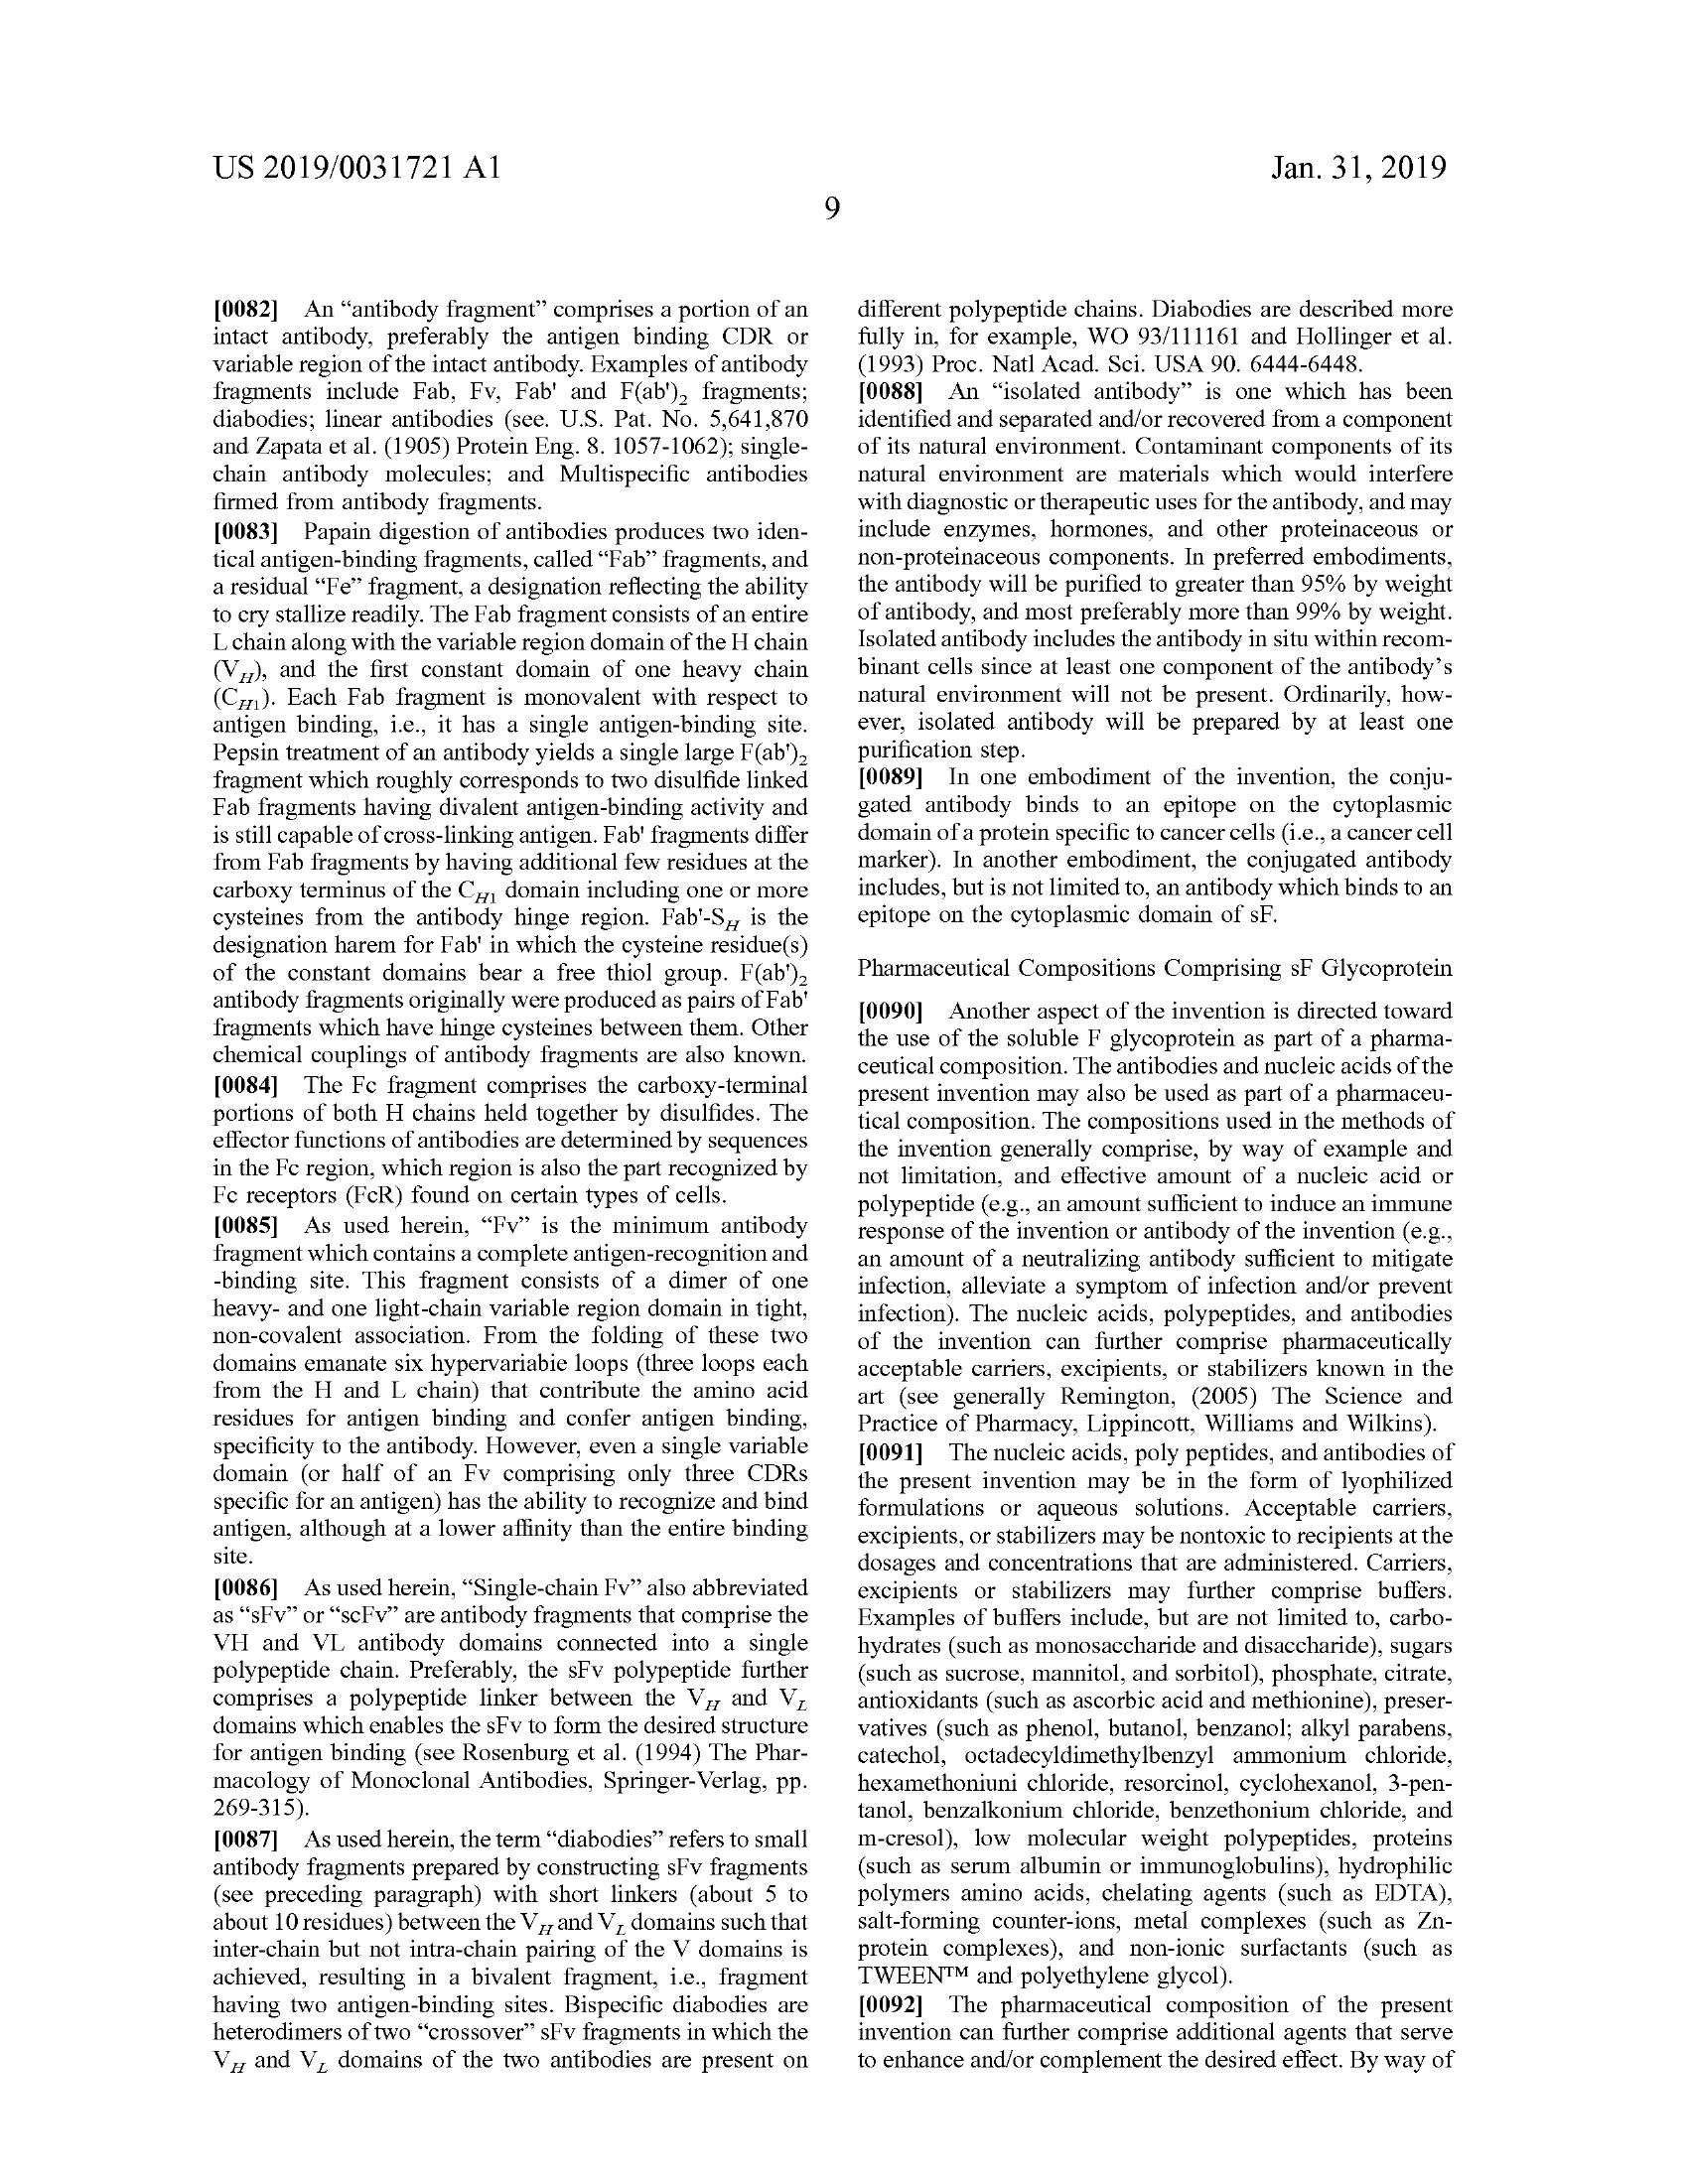 US 2019/0031721 A1
Jan. 31, 2019
9
[0082] An “antibody fragment” comprises a portion of an
intact antibody, preferably the antigen binding CDR or
variable region of the intact antibody. Examples of antibody
fragments include Fab, Fv, Fab' and F(ab')2 fragments;
diabodies; linear antibodies (see. U.S. Pat. No. 5,641,870
and Zapata et al. (1905) Protein Eng. 8. 1057-1062); single-
chain antibody molecules; and Multispecific antibodies
firmed from antibody fragments.
[0083] Papain digestion of antibodies produces two iden-
tical antigen-binding fragments, called “Fab” fragments, and
a residual “Fe” fragment, a designation reflecting the ability
to cry stallize readily. The Fab fragment consists of an entire
L chain along with the variable region domain of the H chain
(VH), and the first constant domain of one heavy chain
(CH1). Each Fab fragment is monovalent with respect to
antigen binding, i.e., it has a single antigen-binding site.
Pepsin treatment of an antibody yields a single large F(ab')2
fragment which roughly corresponds to two disulfide linked
Fab fragments having divalent antigen-binding activity and
is still capable of cross-linking antigen. Fab' fragments differ
from Fab fragments by having additional few residues at the
carboxy terminus of the CH1 domain including one or more
cysteines from the antibody hinge region. Fab'-SH is the
designation harem for Fab' in which the cysteine residue(s)
of the constant domains bear a free thiol group. F(ab')2
antibody fragments originally were produced as pairs of Fab'
fragments which have hinge cysteines between them. Other
chemical couplings of antibody fragments are also known.
[0084] The Fc fragment comprises the carboxy-terminal
portions of both H chains held together by disulfides. The
effector functions of antibodies are determined by sequences
in the Fc region, which region is also the part recognized by
Fc receptors (FcR) found on certain types of cells.
[0085] As used herein, “Fv” is the minimum antibody
fragment which contains a complete antigen-recognition and
-binding site. This fragment consists of a dimer of one
heavy- and one light-chain variable region domain in tight,
non-covalent association. From the folding of these two
domains emanate six hypervariabie loops (three loops each
from the H and L chain) that contribute the amino acid
residues for antigen binding and confer antigen binding,
specificity to the antibody. However, even a single variable
domain (or half of an Fv comprising only three CDRs
specific for an antigen) has the ability to recognize and bind
antigen, although at a lower affinity than the entire binding
site.
[0086] As used herein, “Single-chain Fv” also abbreviated
as “sFv” or “scFv” are antibody fragments that comprise the
VH and VL antibody domains connected into a single
polypeptide chain. Preferably, the sFv polypeptide further
comprises a polypeptide linker between the VH and VL
domains which enables the sFv to form the desired structure
for antigen binding (see Rosenburg et al. (1994) The Phar-
macology of Monoclonal Antibodies, Springer-Verlag, pp.
269-315).
[0087] As used herein, the term “diabodies” refers to small
antibody fragments prepared by constructing sFv fragments
(see preceding paragraph) with short linkers (about 5 to
about 10 residues) between the VH and VL domains such that
inter-chain but not intra-chain pairing of the V domains is
achieved, resulting in a bivalent fragment, i.e., fragment
having two antigen-binding sites. Bispecific diabodies are
heterodimers of two “crossover” sFv fragments in which the
VH and VL domains of the two antibodies are present on
different polypeptide chains. Diabodies are described more
fully in, for example, WO 93/111161 and Hollinger et al.
(1993) Proc. Natl Acad. Sci. USA 90. 6444-6448.
[0088] An “isolated antibody” is one which has been
identified and separated and/or recovered from a component
of its natural environment. Contaminant components of its
natural environment are materials which would interfere
with diagnostic or therapeutic uses for the antibody, and may
include enzymes, hormones, and other proteinaceous or
non-proteinaceous components. In preferred embodiments,
the antibody will be purified to greater than 95% by weight
of antibody, and most preferably more than 99% by weight.
Isolated antibody includes the antibody in situ within recom-
binant cells since at least one component of the antibody’s
natural environment will not be present. Ordinarily, how-
ever, isolated antibody will be prepared by at least one
purification step.
[0089] In one embodiment of the invention, the conju-
gated antibody binds to an epitope on the cytoplasmic
domain of a protein specific to cancer cells (i.e., a cancer cell
marker). In another embodiment, the conjugated antibody
includes, but is not limited to, an antibody which binds to an
epitope on the cytoplasmic domain of sF.
Pharmaceutical Compositions Comprising sF Glycoprotein
[0090] Another aspect of the invention is directed toward
the use of the soluble F glycoprotein as part of a pharma-
ceutical composition. The antibodies and nucleic acids of the
present invention may also be used as part of a pharmaceu-
tical composition. The compositions used in the methods of
the invention generally comprise, by way of example and
not limitation, and effective amount of a nucleic acid or
polypeptide (e.g., an amount sufficient to induce an immune
response of the invention or antibody of the invention (e.g.,
an amount of a neutralizing antibody sufficient to mitigate
infection, alleviate a symptom of infection and/or prevent
infection). The nucleic acids, polypeptides, and antibodies
of the invention can further comprise pharmaceutically
acceptable carriers, excipients, or stabilizers known in the
art (see generally Remington, (2005) The Science and
Practice of Pharmacy, Lippincott, Williams and Wilkins).
[0091] The nucleic acids, poly peptides, and antibodies of
the present invention may be in the form of lyophilized
formulations or aqueous solutions. Acceptable carriers,
excipients, or stabilizers may be nontoxic to recipients at the
dosages and concentrations that are administered. Carriers,
excipients or stabilizers may further comprise buffers.
Examples of buffers include, but are not limited to, carbo-
hydrates (such as monosaccharide and disaccharide), sugars
(such as sucrose, mannitol, and sorbitol), phosphate, citrate,
antioxidants (such as ascorbic acid and methionine), preser-
vatives (such as phenol, butanol, benzanol; alkyl parabens,
catechol, octadecyldimethylbenzyl ammonium chloride,
hexamethoniuni chloride, resorcinol, cyclohexanol, 3-pen-
tanol, benzalkonium chloride, benzethonium chloride, and
m-cresol), low molecular weight polypeptides, proteins
(such as serum albumin or immunoglobulins), hydrophilic
polymers amino acids, chelating agents (such as EDTA),
salt-forming counter-ions, metal complexes (such as Zn-
protein complexes), and non-ionic surfactants (such as
TWEEN™ and polyethylene glycol).
[0092] The pharmaceutical composition of the present
invention can further comprise additional agents that serve
to enhance and/or complement the desired effect. By way of